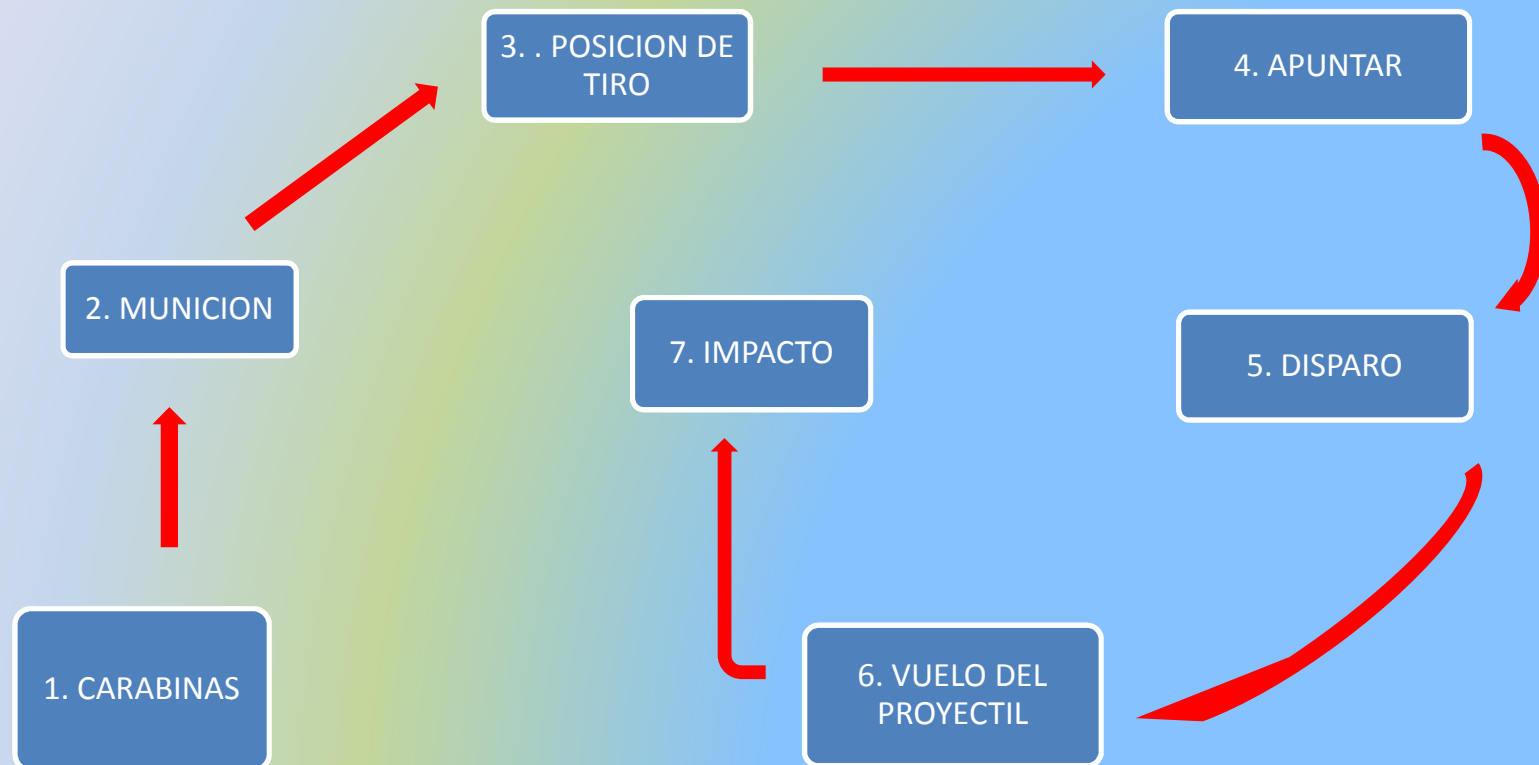 3. . POSICION DE
TIRO
4. APUNTAR
2. MUNICION
7. IMPACTO
5. DISPARO
1. CARABINAS
6. VUELO DEL
PROYECTIL